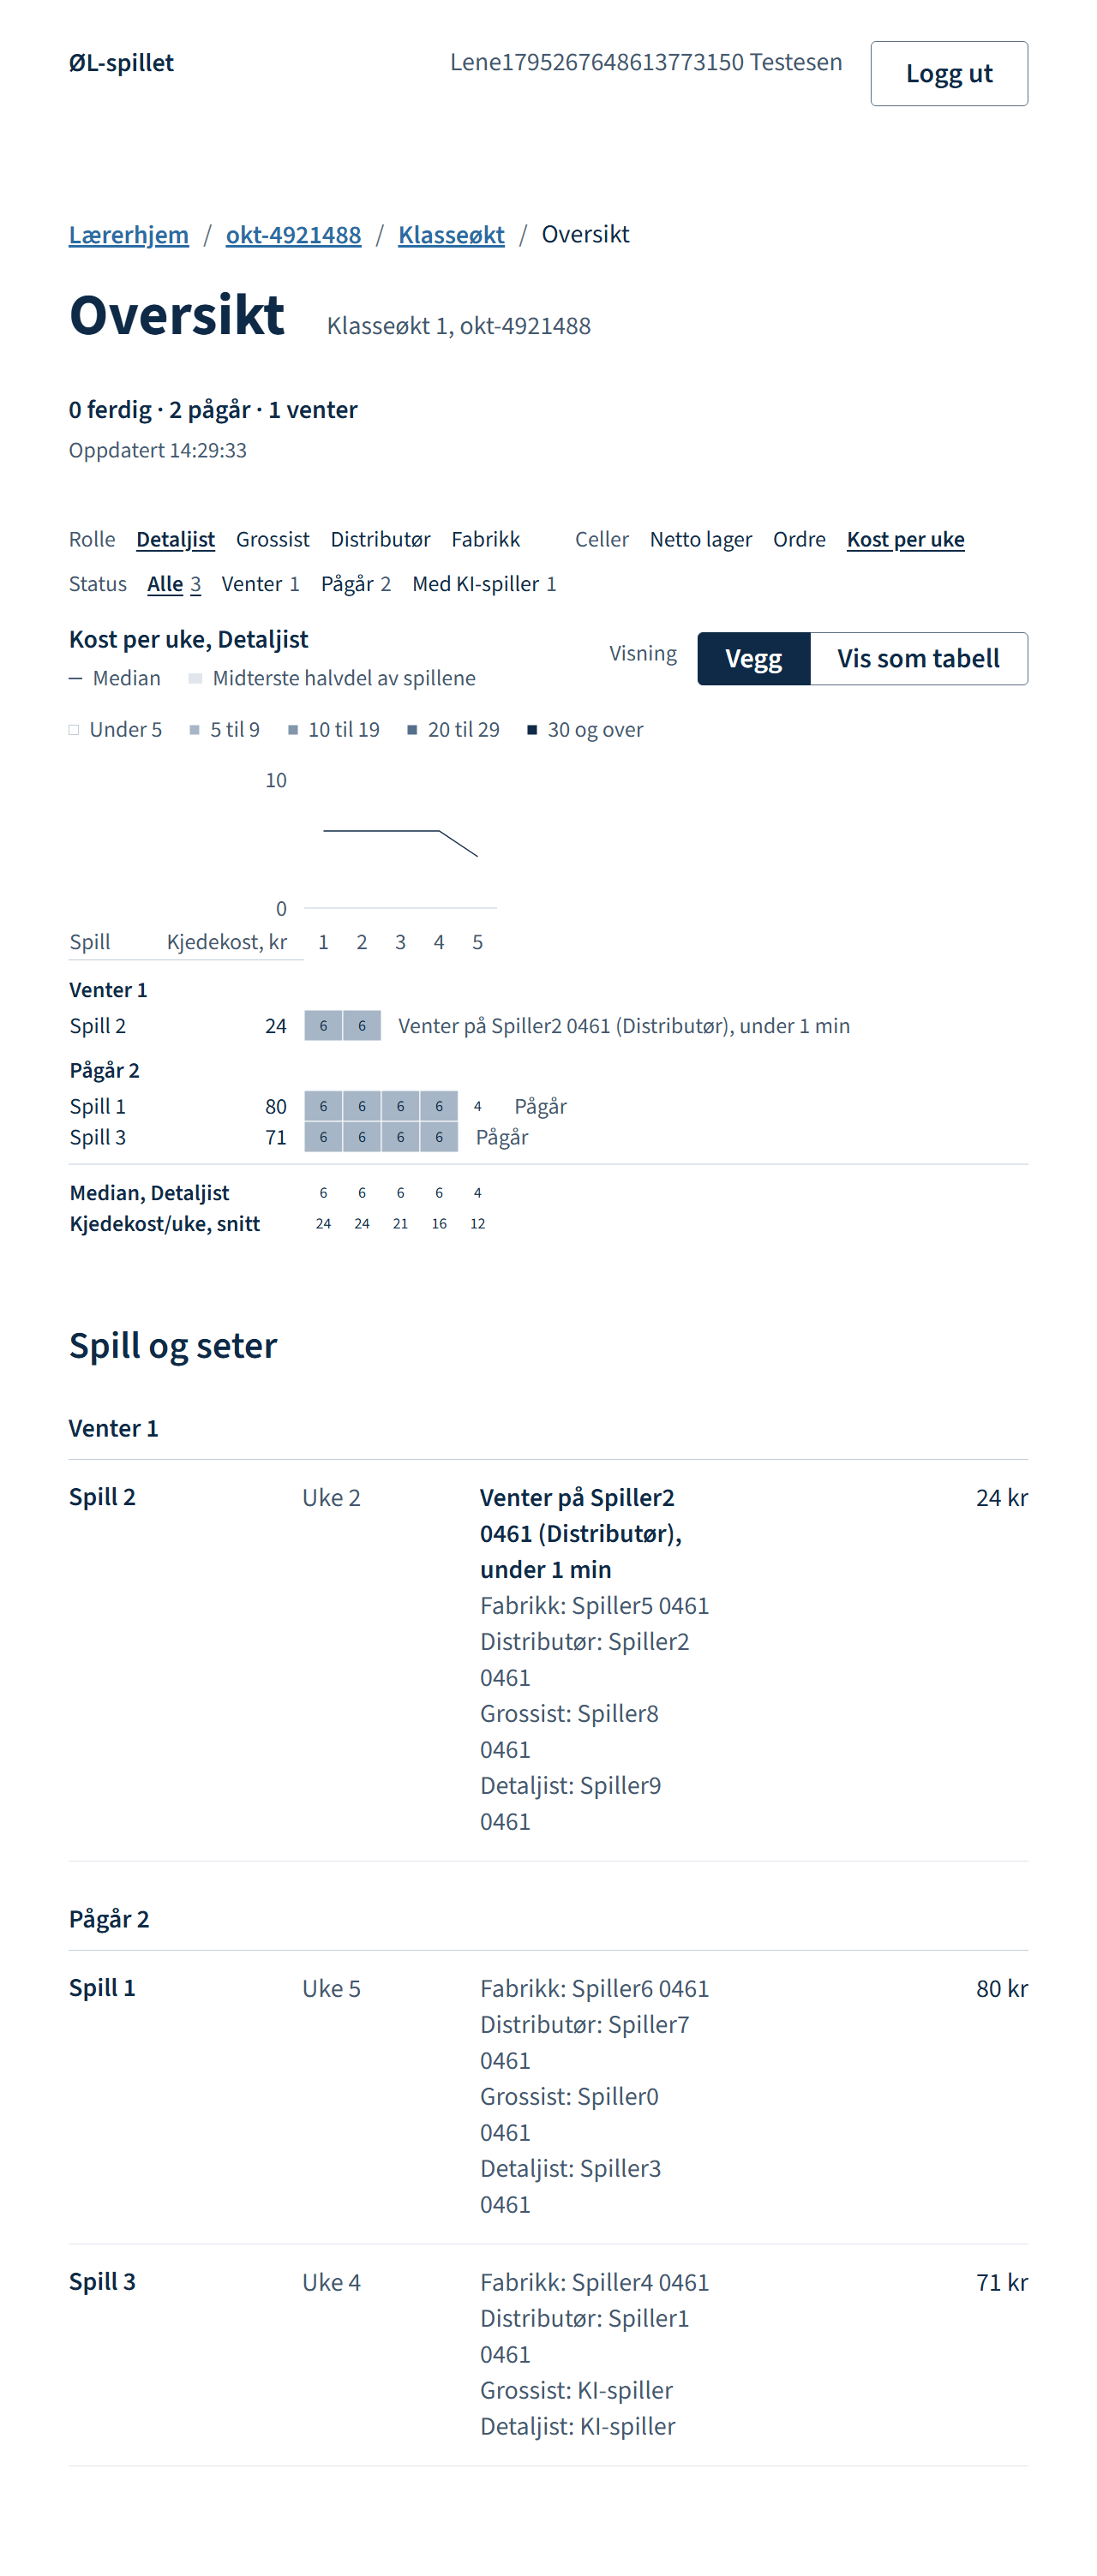 ØL-spillet Lene1795267648613773150 Testesen Logg ut
Lærerhjem / okt-4921488 / Klasseøkt / Oversikt
Oversikt Klasseøkt 1, okt-4921488
0 ferdig · 2 pågår · 1 venter
Oppdatert 14:29:33
Rolle Detaljist Grossist Distributør Fabrikk Celler Netto lager Ordre Kost per uke
Status Alle 3 Venter 1 Pågår 2 Med KI-spiller 1
Kost per uke, Detaljist Visning Vegg Vis som tabell
Median Midterste halvdel av spillene
Under 5 5 til 9 10 til 19 20 til 29 30 og over
10
0
Spill Kjedekost, kr 1 2 3 4 5
Venter 1
Spill 2 24 6 6 Venter på Spiller2 0461 (Distributør), under 1 min
Pågår 2
Spill 1 80 6 6 6 6 4 Pågår
Spill 3 71 6 6 6 6 Pågår
Median, Detaljist 6 6 6 6 4
Kjedekost/uke, snitt 24 24 21 16 12
Spill og seter
Venter 1
Spill 2 Uke 2 Venter på Spiller2 24 kr
0461 (Distributør),
under 1 min
Fabrikk: Spiller5 0461
Distributør: Spiller2
0461
Grossist: Spiller8
0461
Detaljist: Spiller9
0461
Pågår 2
Spill 1 Uke 5 Fabrikk: Spiller6 0461 80 kr
Distributør: Spiller7
0461
Grossist: Spiller0
0461
Detaljist: Spiller3
0461
Spill 3 Uke 4 Fabrikk: Spiller4 0461 71 kr
Distributør: Spiller1
0461
Grossist: KI-spiller
Detaljist: KI-spiller